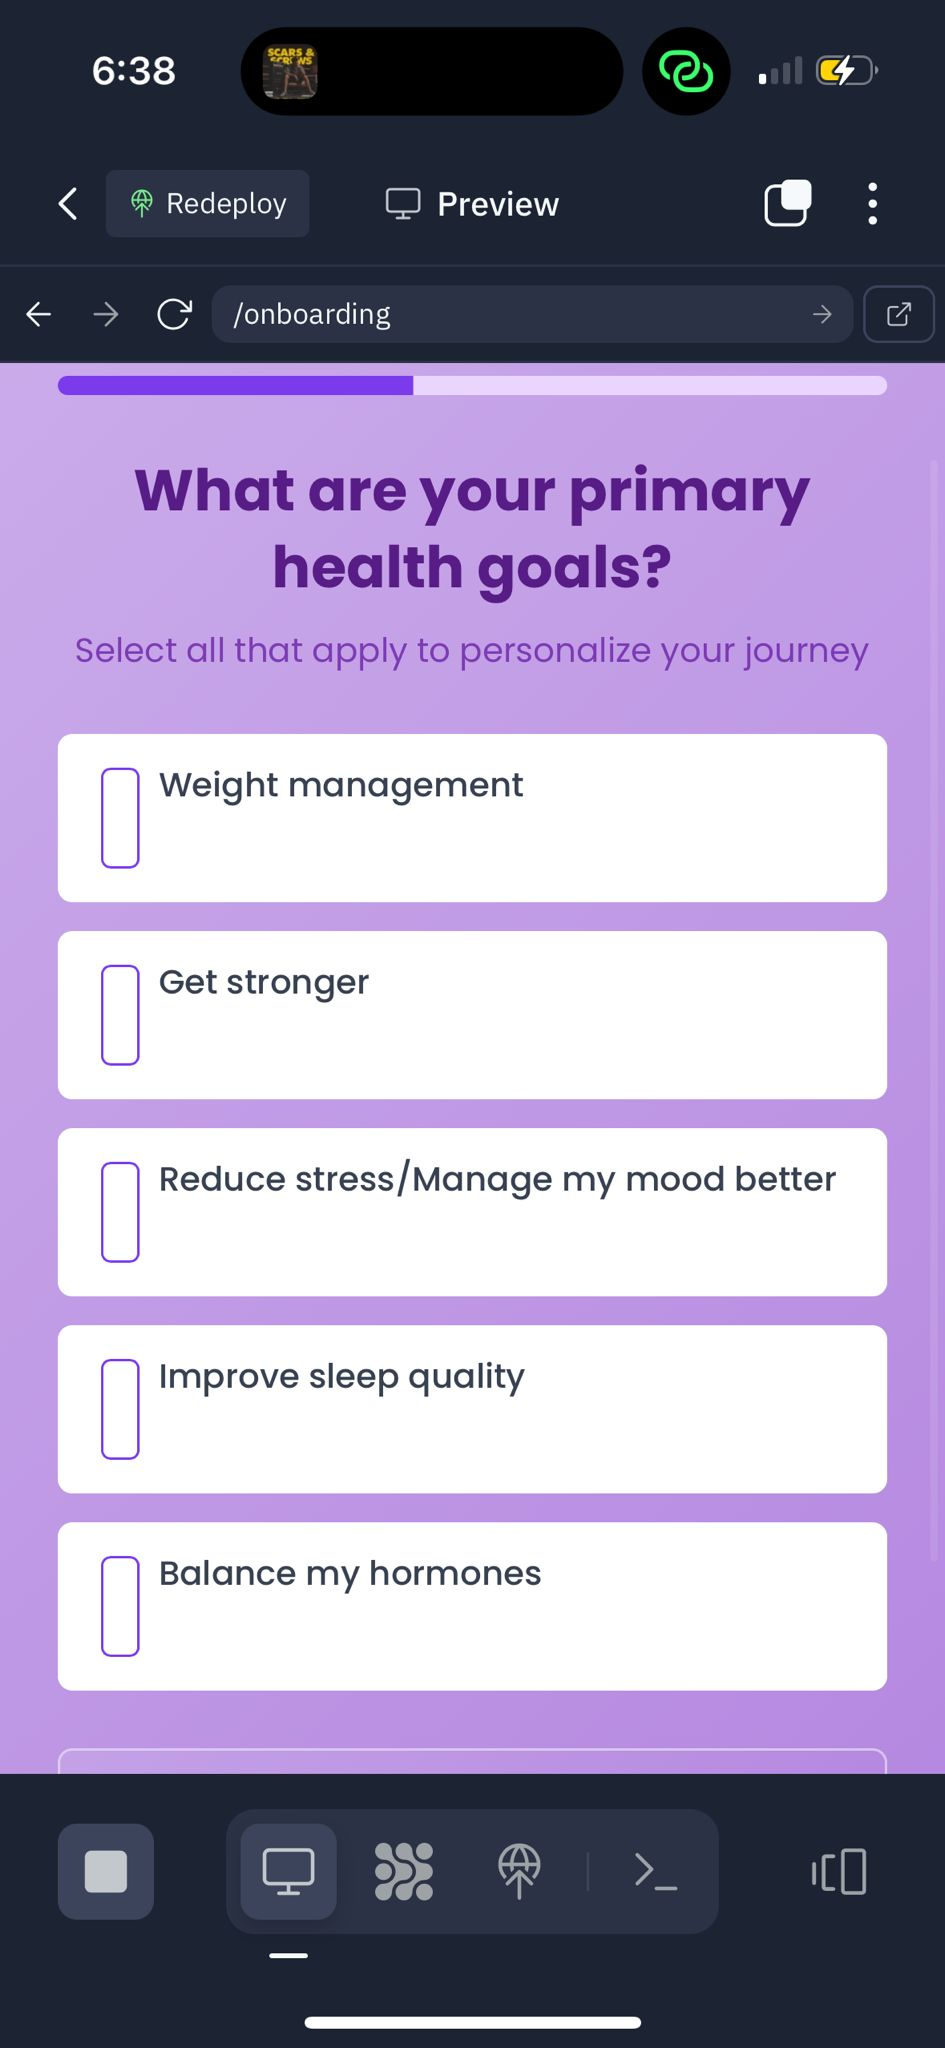 6:38
SCARS &
SCREWS
Redeploy
Preview
/onboarding
What are your primary
health goals?
Select all that apply to personalize your journey
Weight management
Get stronger
Reduce stress/Manage my mood better
Improve sleep quality
Balance my hormones